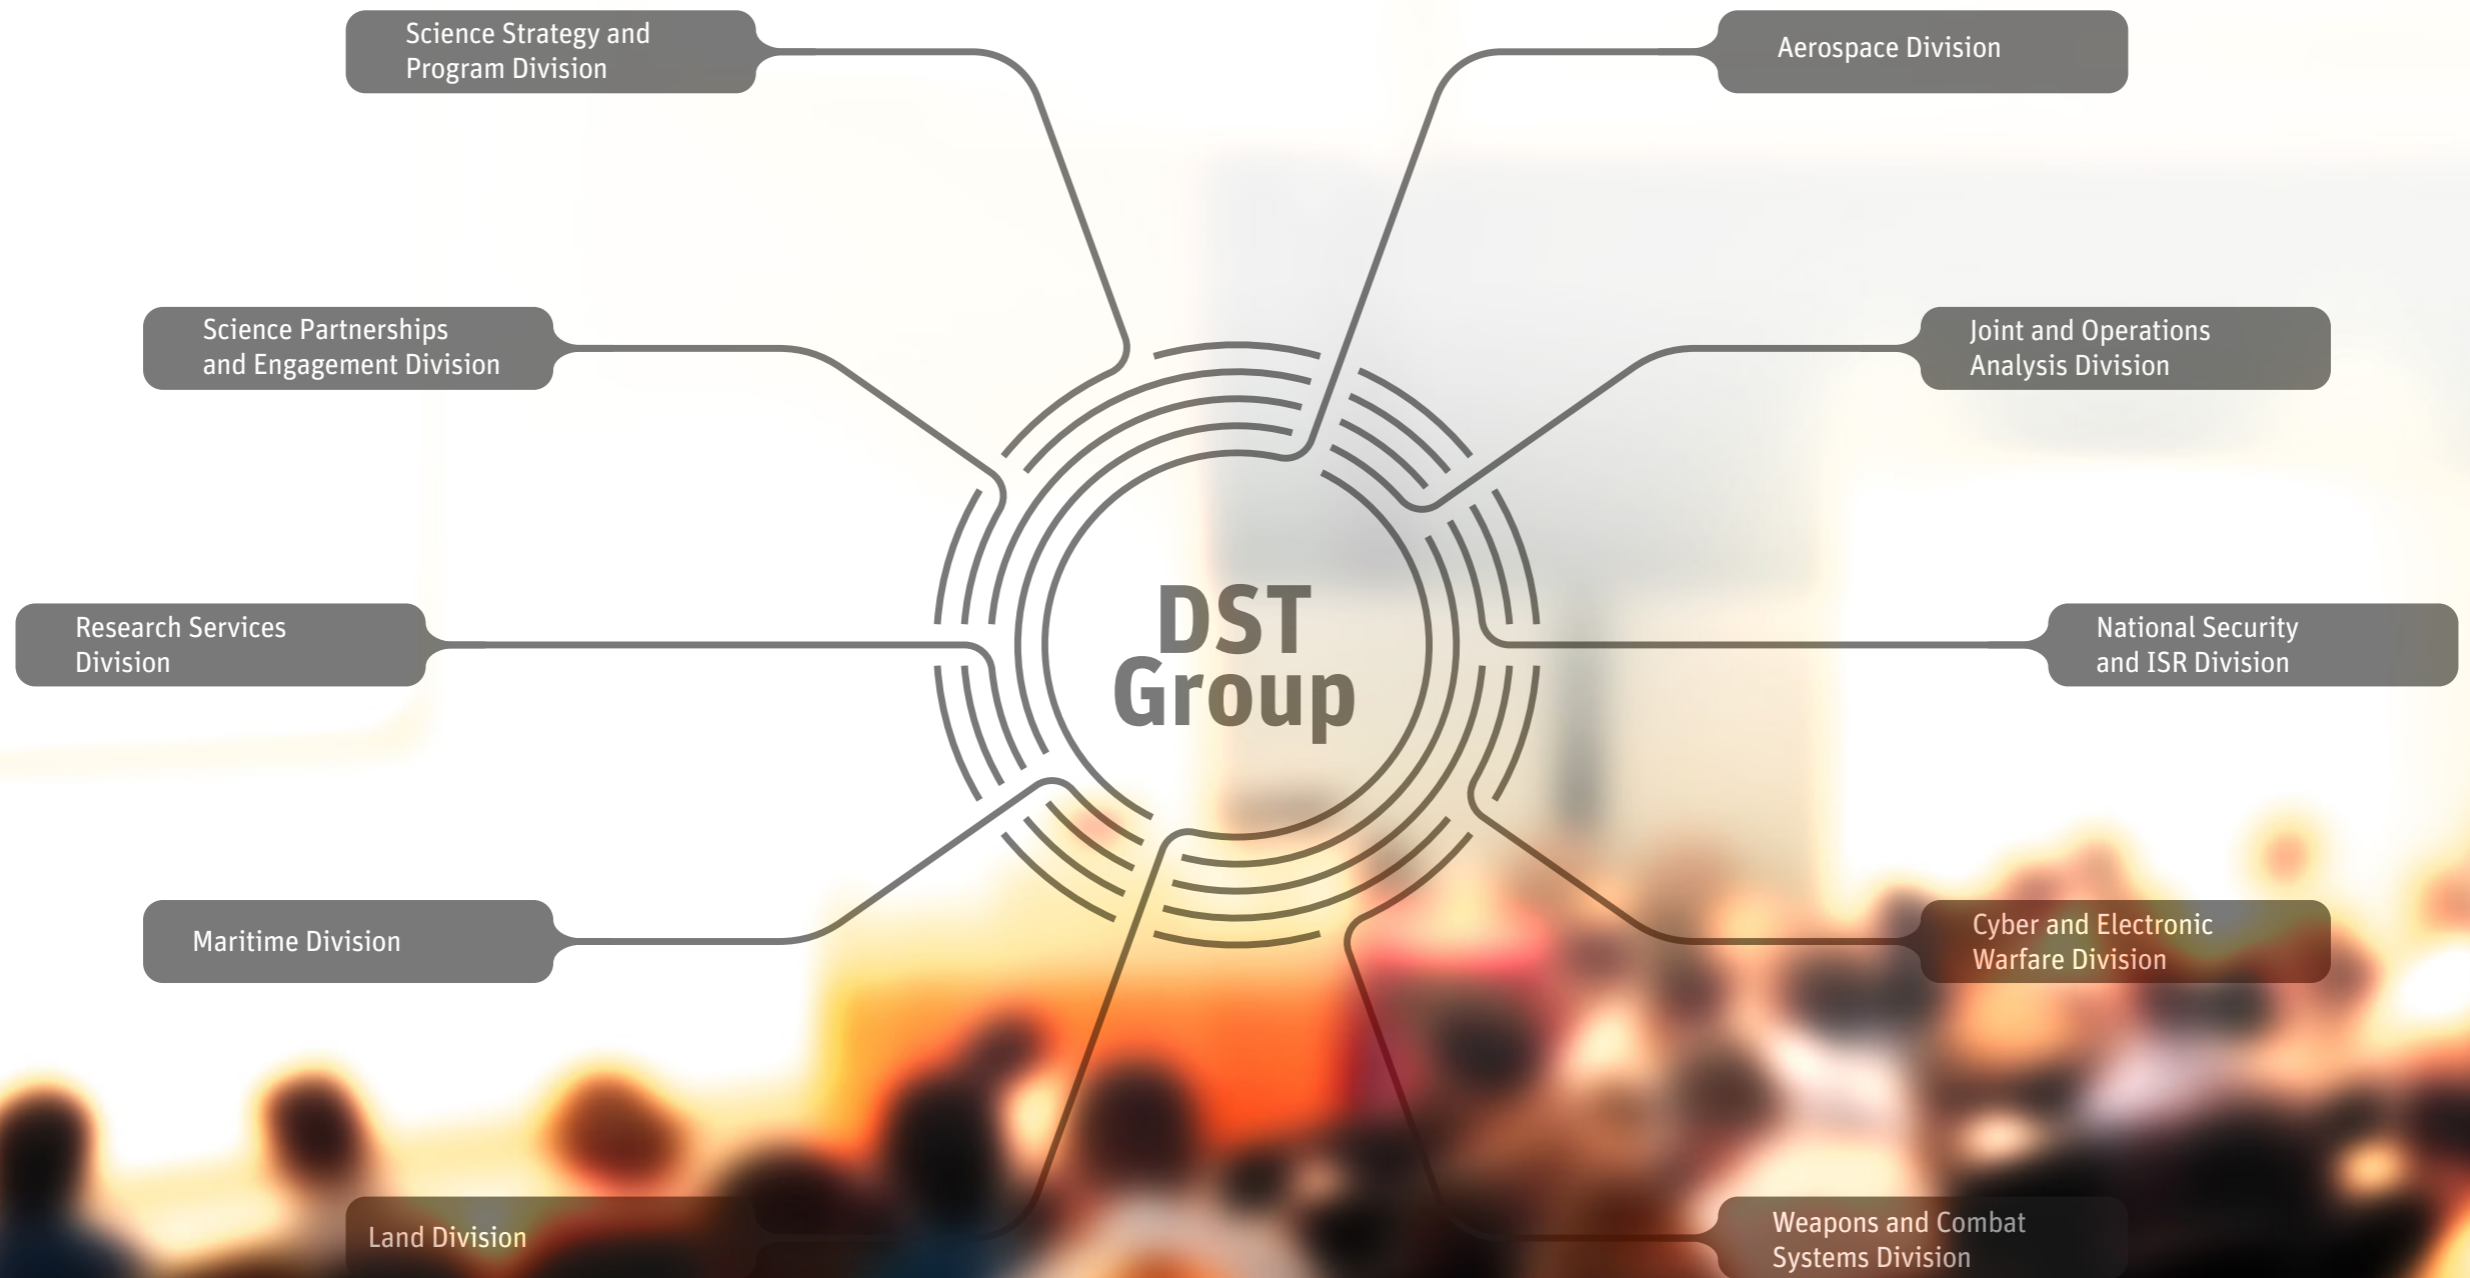 Science Strategy and
Program Division
Aerospace Division
Science Partnerships
and Engagement Division
Joint and Operations
Analysis Division
DST
Group
Research Services
Division
National Security
and ISR Division
Maritime Division
Cyber and Electronic
Warfare Division
Land Division
Weapons and Combat
Systems Division